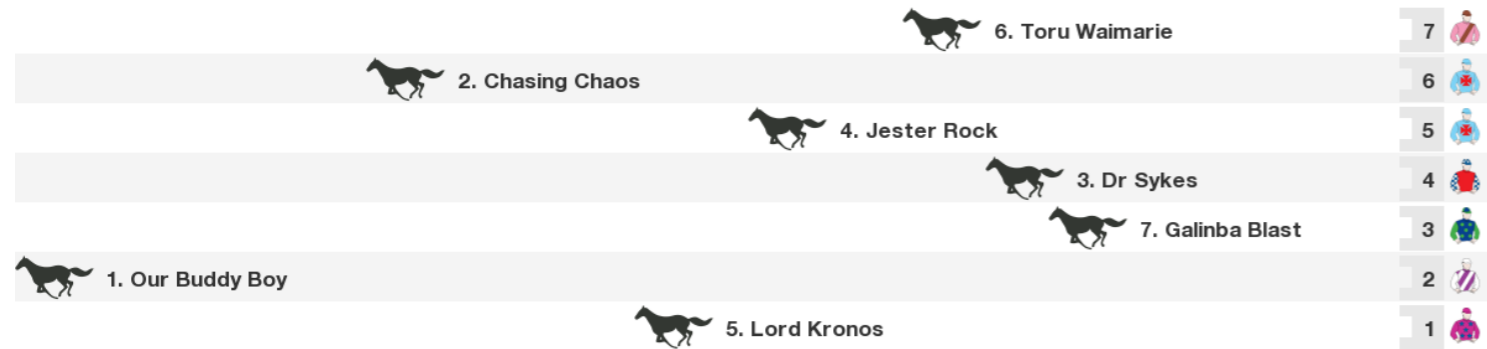 6. Toru Waimarie 7
2. Chasing Chaos 6
4. Jester Rock 5
3. Dr Sykes 4
7. Galinba Blast 3
1. Our Buddy Boy 2
5. Lord Kronos 1